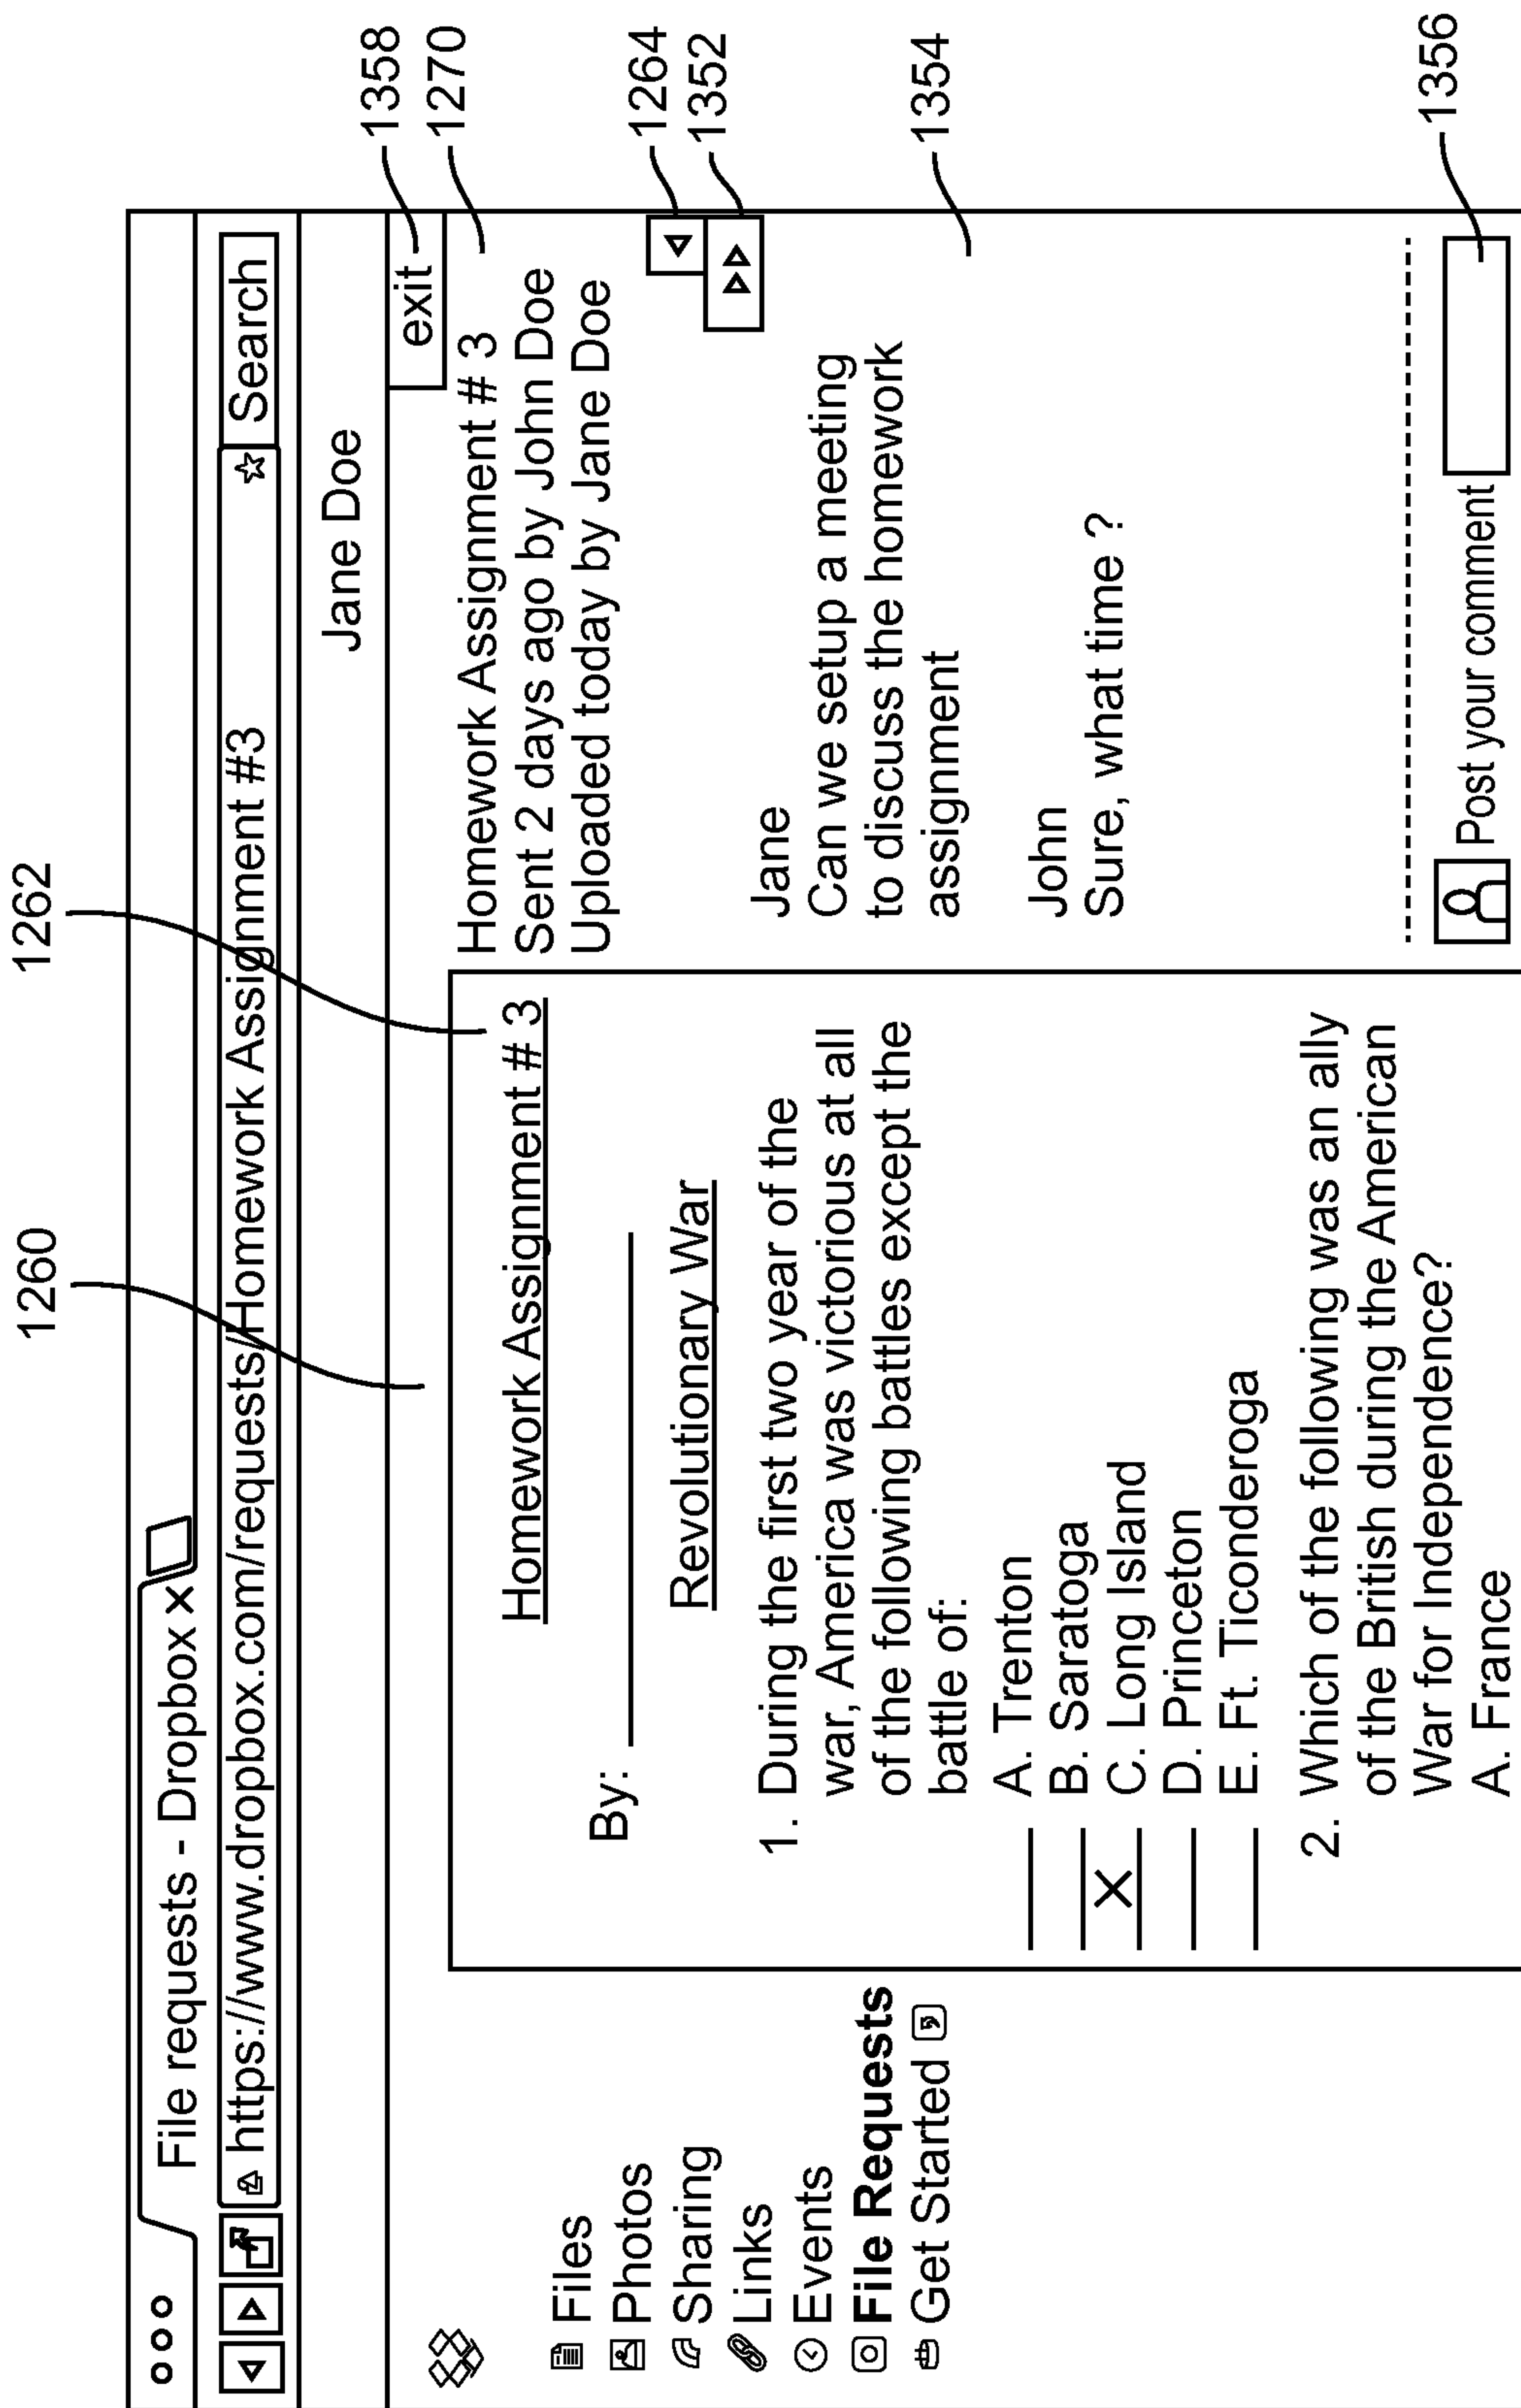 1260
1262
File requests - Dropbox x
https://www.dropbox.com/requests/Homework Assignment #3
Search
Jane Doe
exit
1358
1270
Files
Photos
Sharing
Links
Events
File Requests
Get Started
Homework Assignment # 3
By:
Revolutionary War
1. During the first two year of the
war, America was victorious at all
of the following battles except the
battle of:
A. Trenton
B. Saratoga
X C. Long Island
D. Princeton
E. Ft. Ticonderoga
2. Which of the following was an ally
of the British during the American
War for Independence?
A. France
Homework Assignment # 3
Sent 2 days ago by John Doe
Uploaded today by Jane Doe
1264
1352
Jane
Can we setup a meeting
to discuss the homework
assignment
1354
John
Sure, what time ?
Post your comment
1356